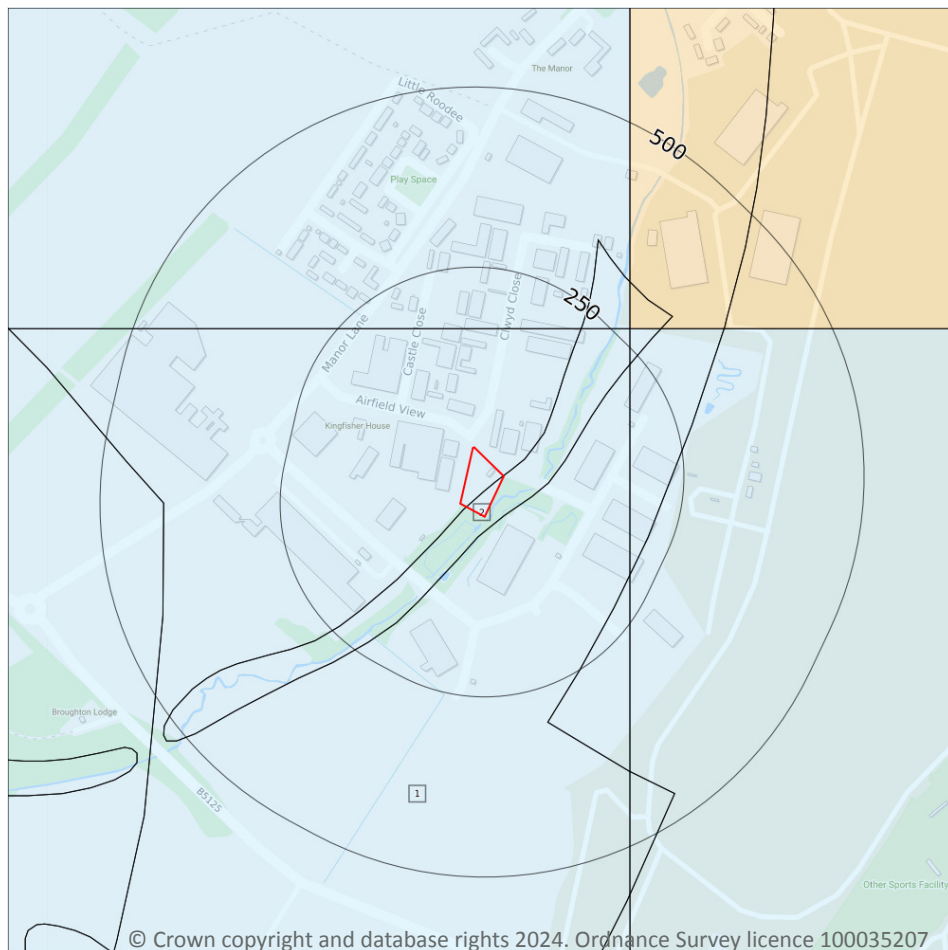 The Manor
Little Roodee
500
Play Space
250
Clwyd Close
Castle Close
Manor Lane
Airfield View
Kingfisher House
2
Broughton Lodge
1
B5125
Other Sports Facility
© Crown copyright and database rights 2024. Ordnance Survey licence 100035207